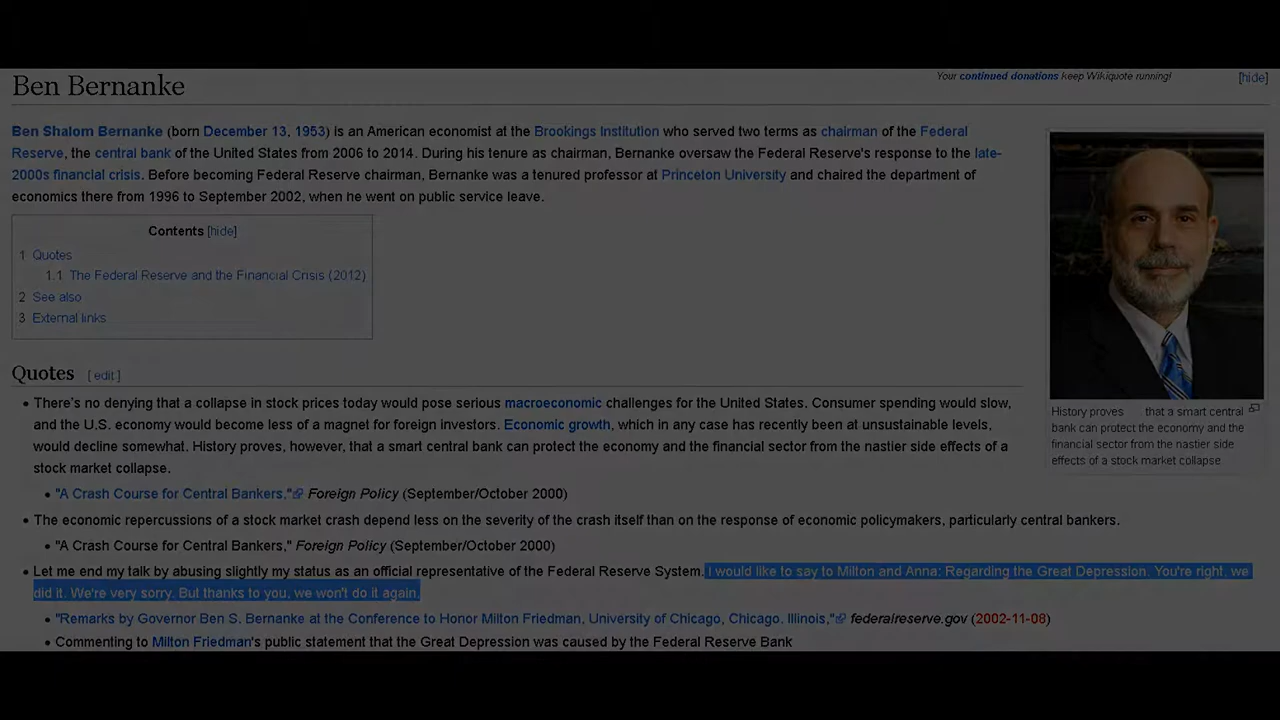 Your continued donations keep Wikiquote running!
[hide]
Ben Bernanke
Ben Shalom Bernanke (born December 13, 1953) is an American economist at the Brookings Institution who served two terms as chairman of the Federal
Reserve, the central bank of the United States from 2006 to 2014. During his tenure as chairman, Bernanke oversaw the Federal Reserve's response to the late-
2000s financial crisis. Before becoming Federal Reserve chairman, Bernanke was a tenured professor at Princeton University and chaired the department of
economics there from 1996 to September 2002, when he went on public service leave.
Contents [hide]
1 Quotes
1.1 The Federal Reserve and the Financial Crisis (2012)
2 See also
3 External links
History proves that a smart central
bank can protect the economy and the
financial sector from the nastier side
effects of a stock market collapse
Quotes [ edit ]
• There's no denying that a collapse in stock prices today would pose serious macroeconomic challenges for the United States. Consumer spending would slow,
and the U.S. economy would become less of a magnet for foreign investors. Economic growth, which in any case has recently been at unsustainable levels,
would decline somewhat. History proves, however, that a smart central bank can protect the economy and the financial sector from the nastier side effects of a
stock market collapse.
• "A Crash Course for Central Bankers," Foreign Policy (September/October 2000)
• The economic repercussions of a stock market crash depend less on the severity of the crash itself than on the response of economic policymakers, particularly central bankers.
• "A Crash Course for Central Bankers," Foreign Policy (September/October 2000)
• Let me end my talk by abusing slightly my status as an official representative of the Federal Reserve System. I would like to say to Milton and Anna: Regarding the Great Depression. You're right, we
did it. We're very sorry. But thanks to you, we won't do it again.
• "Remarks by Governor Ben S. Bernanke at the Conference to Honor Milton Friedman, University of Chicago, Chicago. Illinois," federalreserve.gov (2002-11-08)
• Commenting to Milton Friedman's public statement that the Great Depression was caused by the Federal Reserve Bank